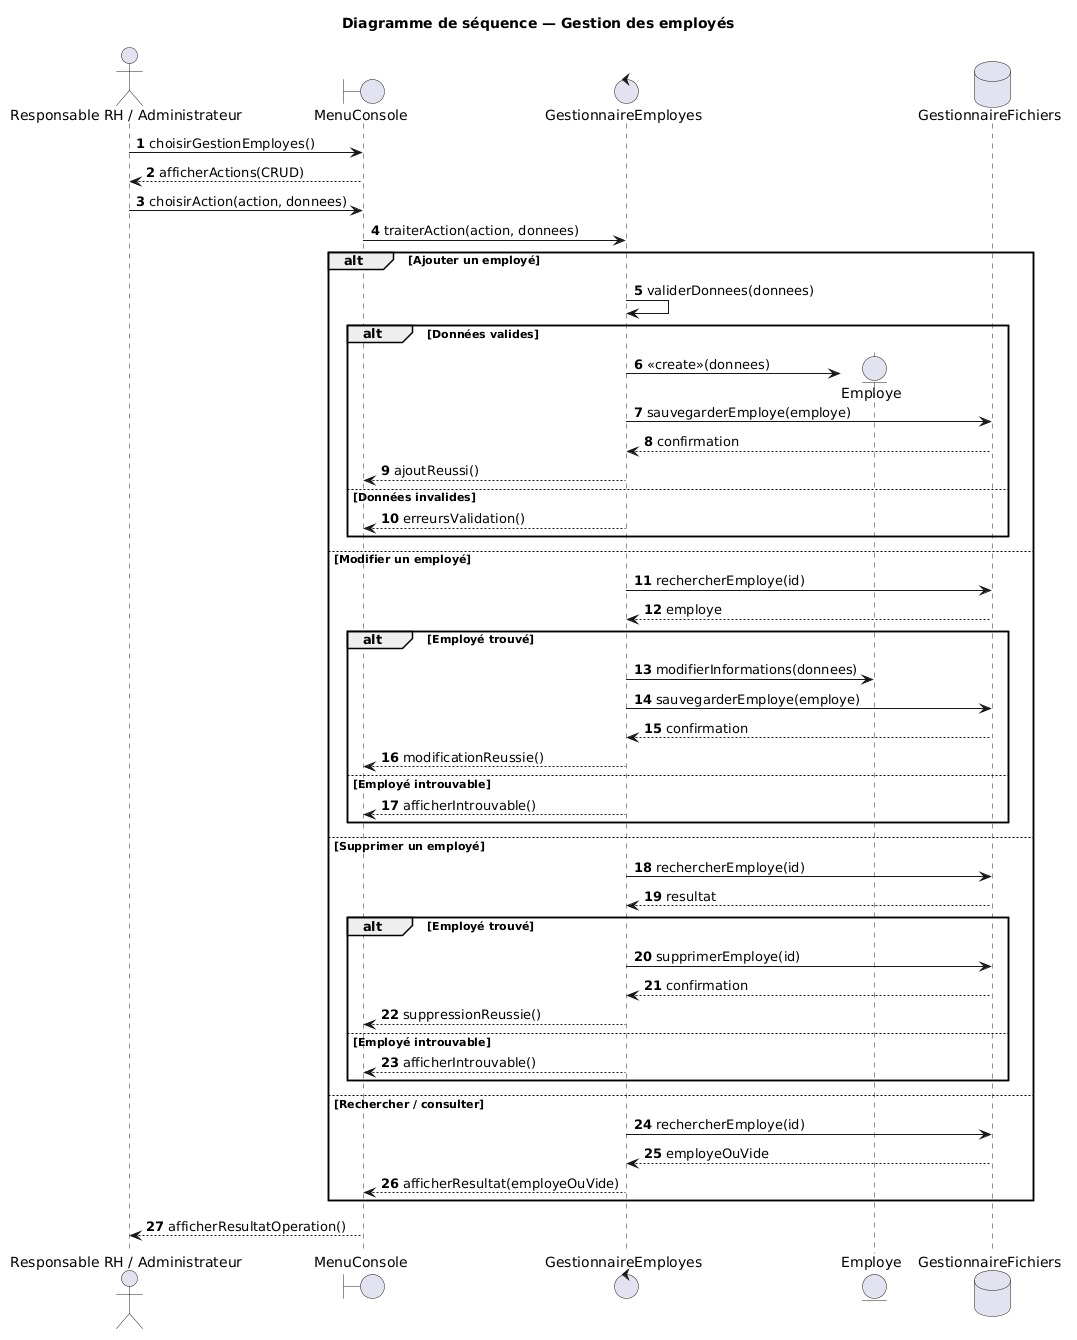 Diagramme de séquence — Gestion des employés
Responsable RH / Administrateur
MenuConsole
GestionnaireEmployes
GestionnaireFichiers
1 choisirGestionEmployes()
2 afficherActions(CRUD)
3 choisirAction(action, donnees)
4 traiterAction(action, donnees)
alt [Ajouter un employé]
5 validerDonnees(donnees)
alt [Données valides]
6 «create»(donnees)
Employe
7 sauvegarderEmploye(employe)
8 confirmation
9 ajoutReussi()
[Données invalides]
10 erreursValidation()
[Modifier un employé]
11 rechercherEmploye(id)
12 employe
alt [Employé trouvé]
13 modifierInformations(donnees)
14 sauvegarderEmploye(employe)
15 confirmation
16 modificationReussie()
[Employé introuvable]
17 afficherIntrouvable()
[Supprimer un employé]
18 rechercherEmploye(id)
19 resultat
alt [Employé trouvé]
20 supprimerEmploye(id)
21 confirmation
22 suppressionReussie()
[Employé introuvable]
23 afficherIntrouvable()
[Rechercher / consulter]
24 rechercherEmploye(id)
25 employeOuVide
26 afficherResultat(employeOuVide)
27 afficherResultatOperation()
Responsable RH / Administrateur
MenuConsole
GestionnaireEmployes
Employe
GestionnaireFichiers